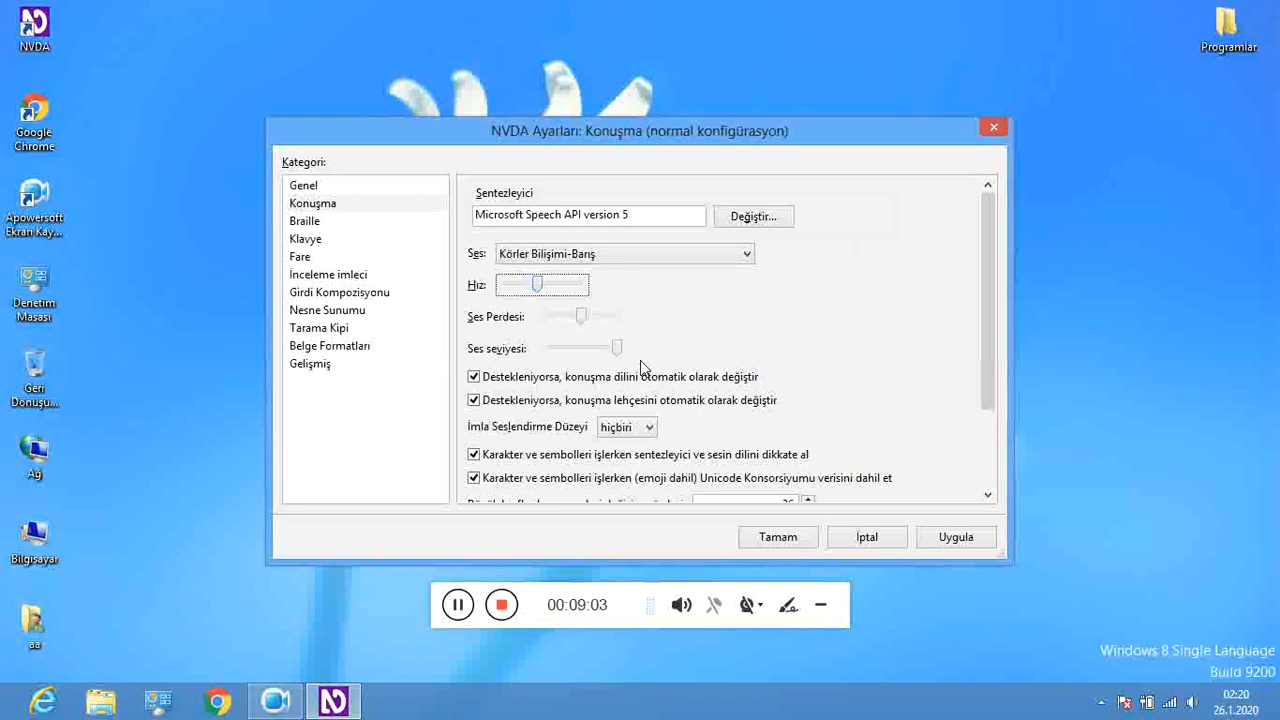 NVDA
Google
Chrome
Apowersoft
Ekran Kay...
Denetim
Masası
Geri
Dönüşü...
Ağ
Bilgisayar
aa
Programlar
NVDA Ayarları: Konuşma (normal konfigürasyon)
Kategori:
Genel
Konuşma
Braille
Klavye
Fare
İnceleme imleci
Girdi Kompozisyonu
Nesne Sunumu
Tarama Kipi
Belge Formatları
Gelişmiş
Sentezleyici
Microsoft Speech API version 5
Değiştir...
Ses: Körler Bilişimi-Barış
Hız:
Ses Perdesi:
Ses seviyesi:
Destekleniyorsa, konuşma dilini otomatik olarak değiştir
Destekleniyorsa, konuşma lehçesini otomatik olarak değiştir
İmla Seslendirme Düzeyi hiçbiri
Karakter ve sembolleri işlerken sentezleyici ve sesin dilini dikkate al
Karakter ve sembolleri işlerken (emoji dahil) Unicode Konsorsiyumu verisini dahil et
Tamam İptal Uygula
00:09:03
Windows 8 Single Language
Build 9200
02:20
26.1.2020